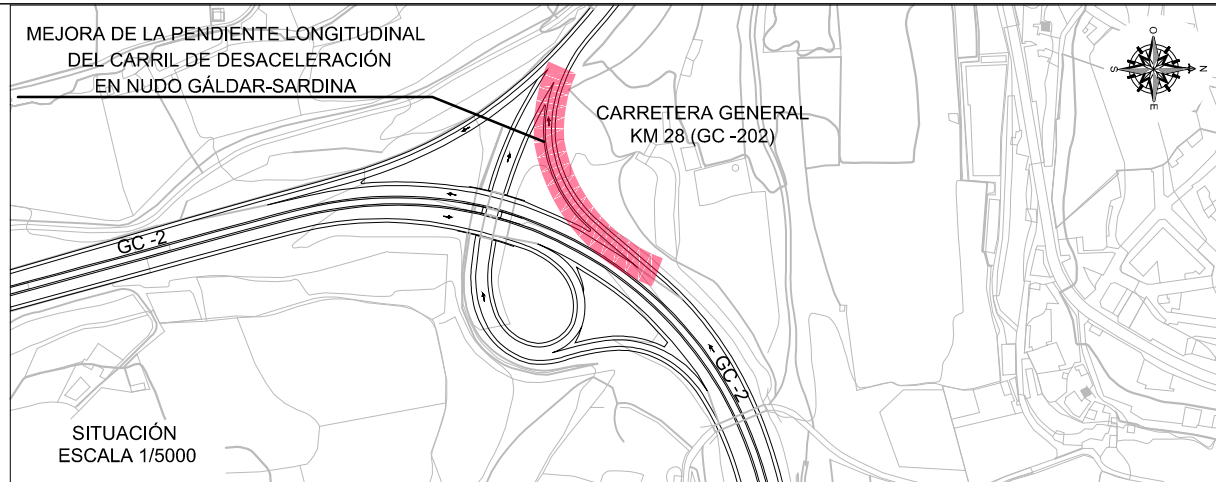 MEJORA DE LA PENDIENTE LONGITUDINAL
DEL CARRIL DE DESACELERACIÓN
EN NUDO GÁLDAR-SARDINA
CARRETERA GENERAL
KM 28 (GC -202)
O
S
N
E
GC -2
GC -2
SITUACIÓN
ESCALA 1/5000